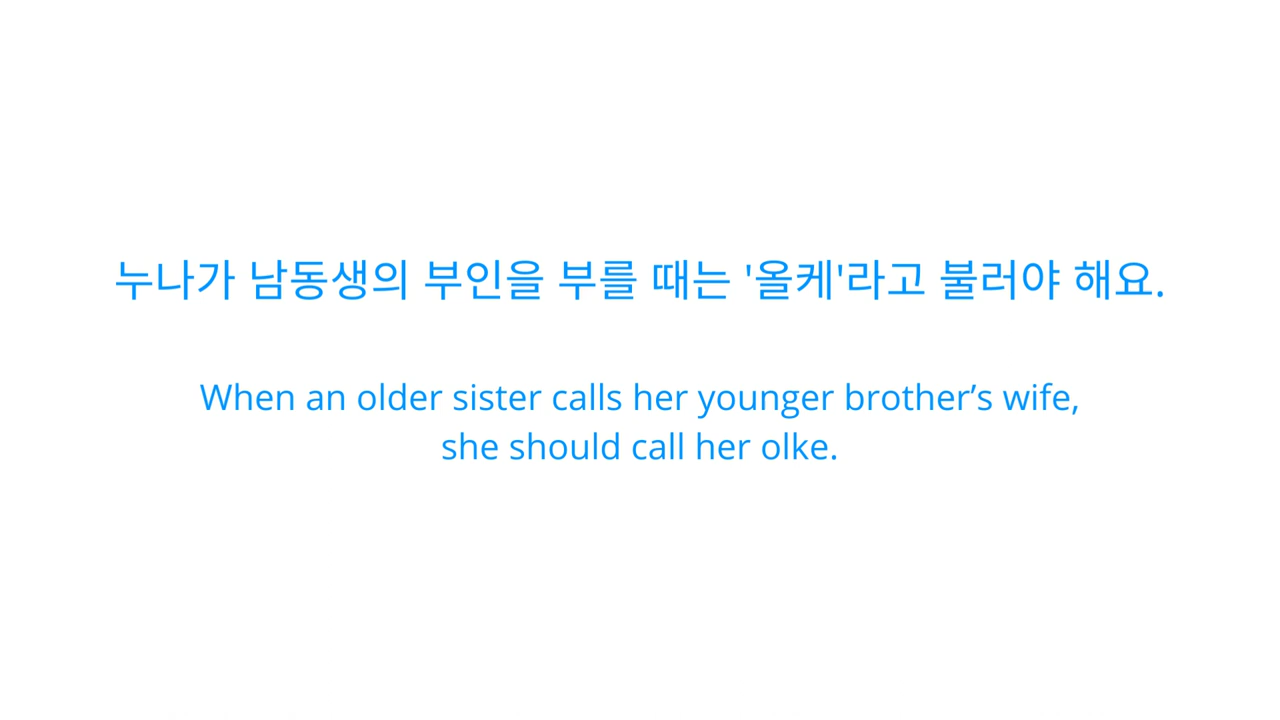 누나가 남동생의 부인을 부를 때는 '올케'라고 불러야 해요.
When an older sister calls her younger brother’s wife,
she should call her olke.